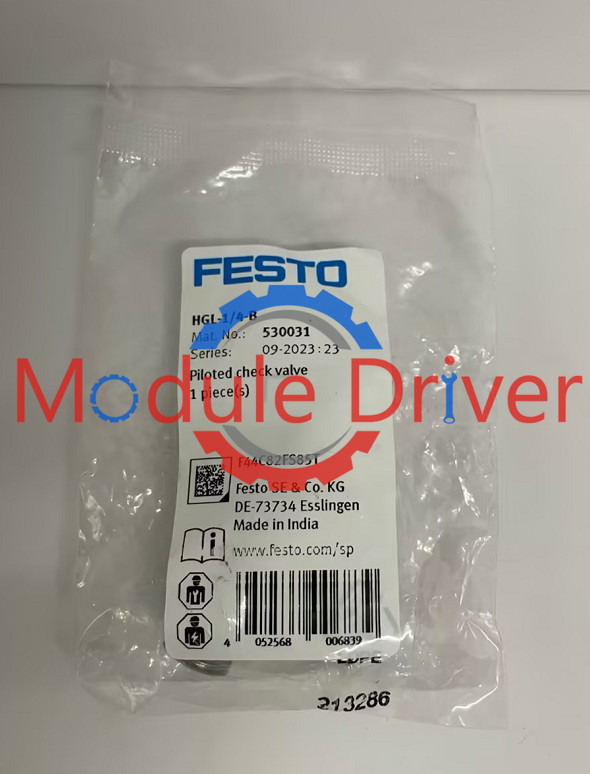 FESTO
HGL-1/4-B
Mat. No.: 530031
Series: 09-2023:23
Module Driver
Piloted check valve
1 piece(s)
F44C82FS85T
Festo SE & Co. KG
DE-73734 Esslingen
Made in India
www.festo.com/sp
4 052568 006839
LDPE
213286